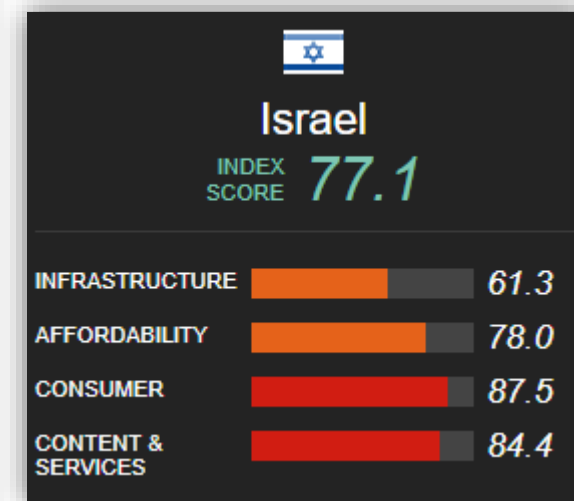 Israel
INDEX
SCORE 77.1
INFRASTRUCTURE 61.3
AFFORDABILITY 78.0
CONSUMER 87.5
CONTENT & 84.4
SERVICES